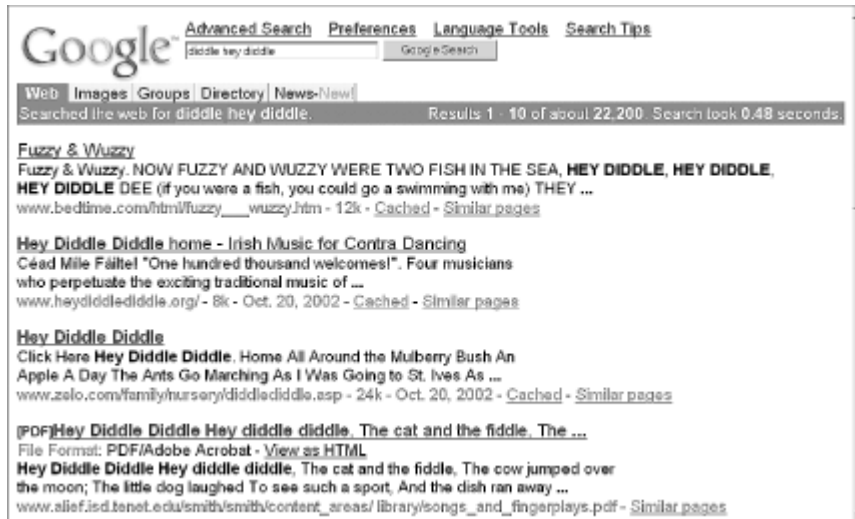 Advanced Search Preferences Language Tools Search Tips
Google™
diddle hey diddle Google Search
Web Images Groups Directory News-New!
Searched the web for diddle hey diddle. Results 1 - 10 of about 22,200. Search took 0.48 seconds.
Fuzzy & Wuzzy
Fuzzy & Wuzzy. NOW FUZZY AND WUZZY WERE TWO FISH IN THE SEA, HEY DIDDLE, HEY DIDDLE,
HEY DIDDLE DEE (if you were a fish, you could go a swimming with me) THEY ...
www.bedtime.com/html/fuzzy___wuzzy.htm - 12k - Cached - Similar pages
Hey Diddle Diddle home - Irish Music for Contra Dancing
Céad Míle Fáilte! "One hundred thousand welcomes!". Four musicians
who perpetuate the exciting traditional music of ...
www.heydiddlediddle.org/ - 8k - Oct. 20, 2002 - Cached - Similar pages
Hey Diddle Diddle
Click Here Hey Diddle Diddle. Home All Around the Mulberry Bush An
Apple A Day The Ants Go Marching As I Was Going to St. Ives As ...
www.zelo.com/family/nursery/diddlediddle.asp - 24k - Oct. 20, 2002 - Cached - Similar pages
[PDF]Hey Diddle Diddle Hey diddle diddle, The cat and the fiddle, The ...
File Format: PDF/Adobe Acrobat - View as HTML
Hey Diddle Diddle Hey diddle diddle, The cat and the fiddle, The cow jumped over
the moon; The little dog laughed To see such a sport, And the dish ran away ...
www.alief.isd.tenet.edu/smith/smith/content_areas/ library/songs_and_fingerplays.pdf - Similar pages